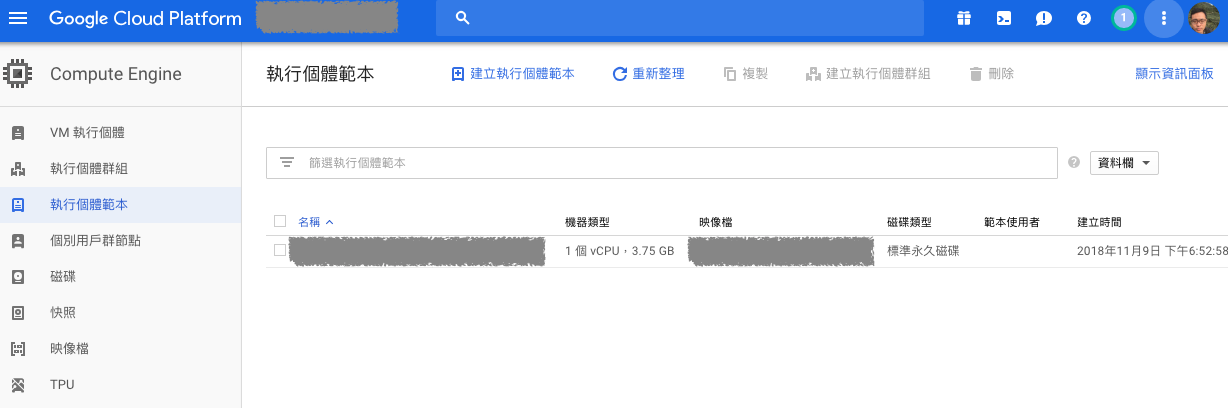 Google Cloud Platform
1
Compute Engine
執行個體範本
建立執行個體範本
重新整理
複製
建立執行個體群組
刪除
顯示資訊面板
VM 執行個體
執行個體群組
執行個體範本
個別用戶群節點
磁碟
快照
映像檔
TPU
篩選執行個體範本
資料欄
名稱 機器類型 映像檔 磁碟類型 範本使用者 建立時間
1 個 vCPU,3.75 GB 標準永久磁碟 2018年11月9日 下午6:52:58